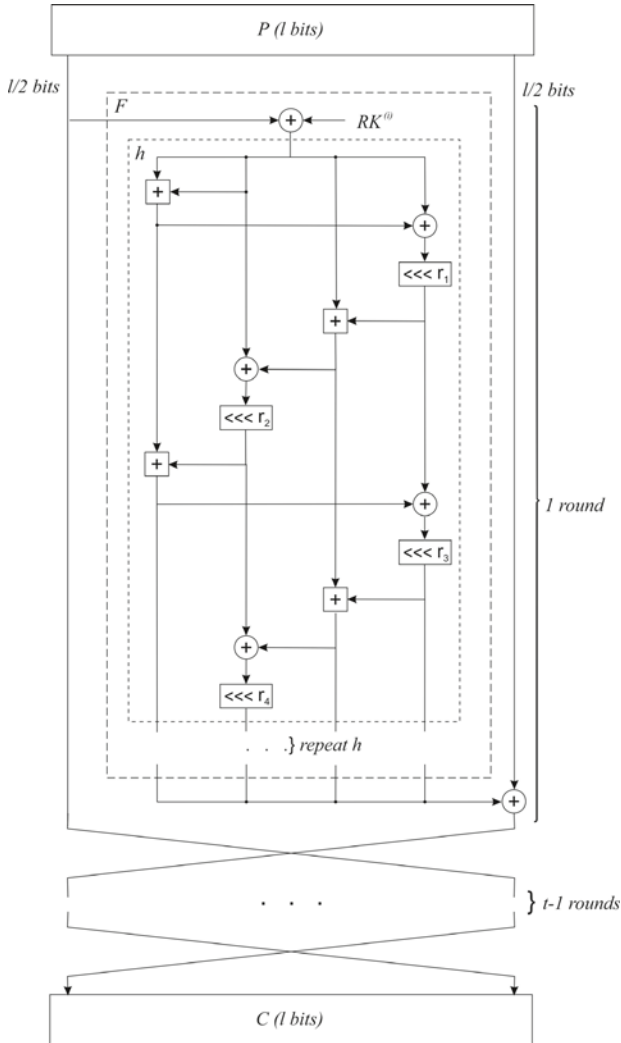 P (l bits)
l/2 bits
l/2 bits
F
+
RK⁽ⁱ⁾
h
+
+
<<< r₁
+
+
<<< r₂
+
+
1 round
<<< r₃
+
+
<<< r₄
. . . } repeat h
+
. . .
} t-1 rounds
C (l bits)